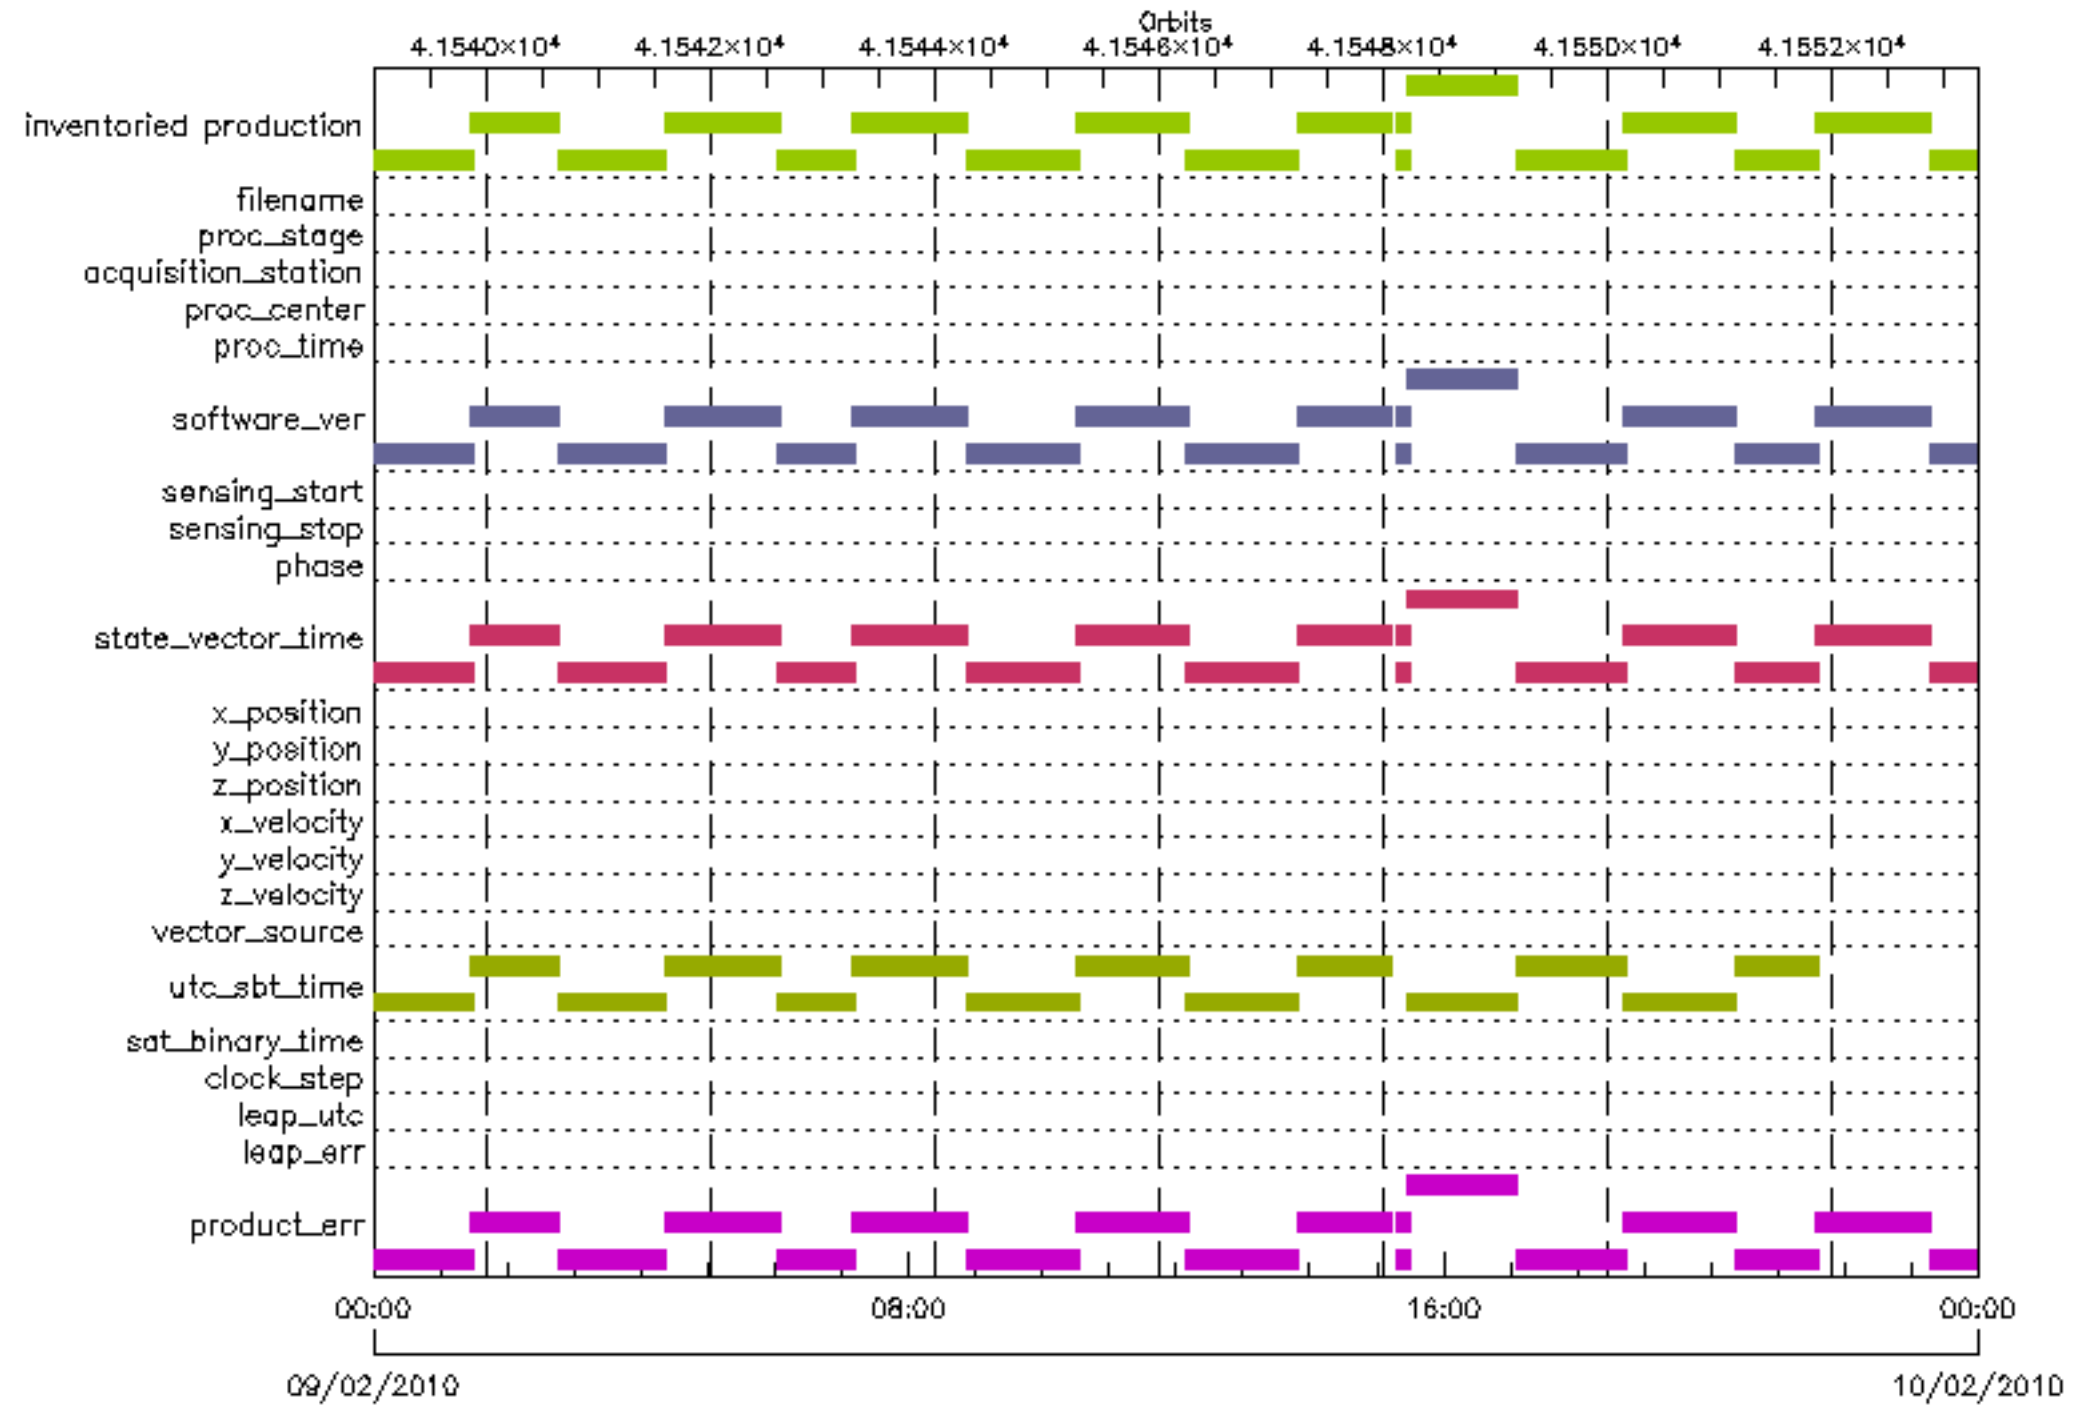 Orbits
4.1540×10⁴ 4.1542×10⁴ 4.1544×10⁴ 4.1546×10⁴ 4.1548×10⁴ 4.1550×10⁴ 4.1552×10⁴
inventoried production
filename
proc_stage
acquisition_station
proc_center
proc_time
software_ver
sensing_start
sensing_stop
phase
state_vector_time
x_position
y_position
z_position
x_velocity
y_velocity
z_velocity
vector_source
utc_sbt_time
sat_binary_time
clock_step
leap_utc
leap_err
product_err
00:00 08:00 16:00 00:00
09/02/2010 10/02/2010